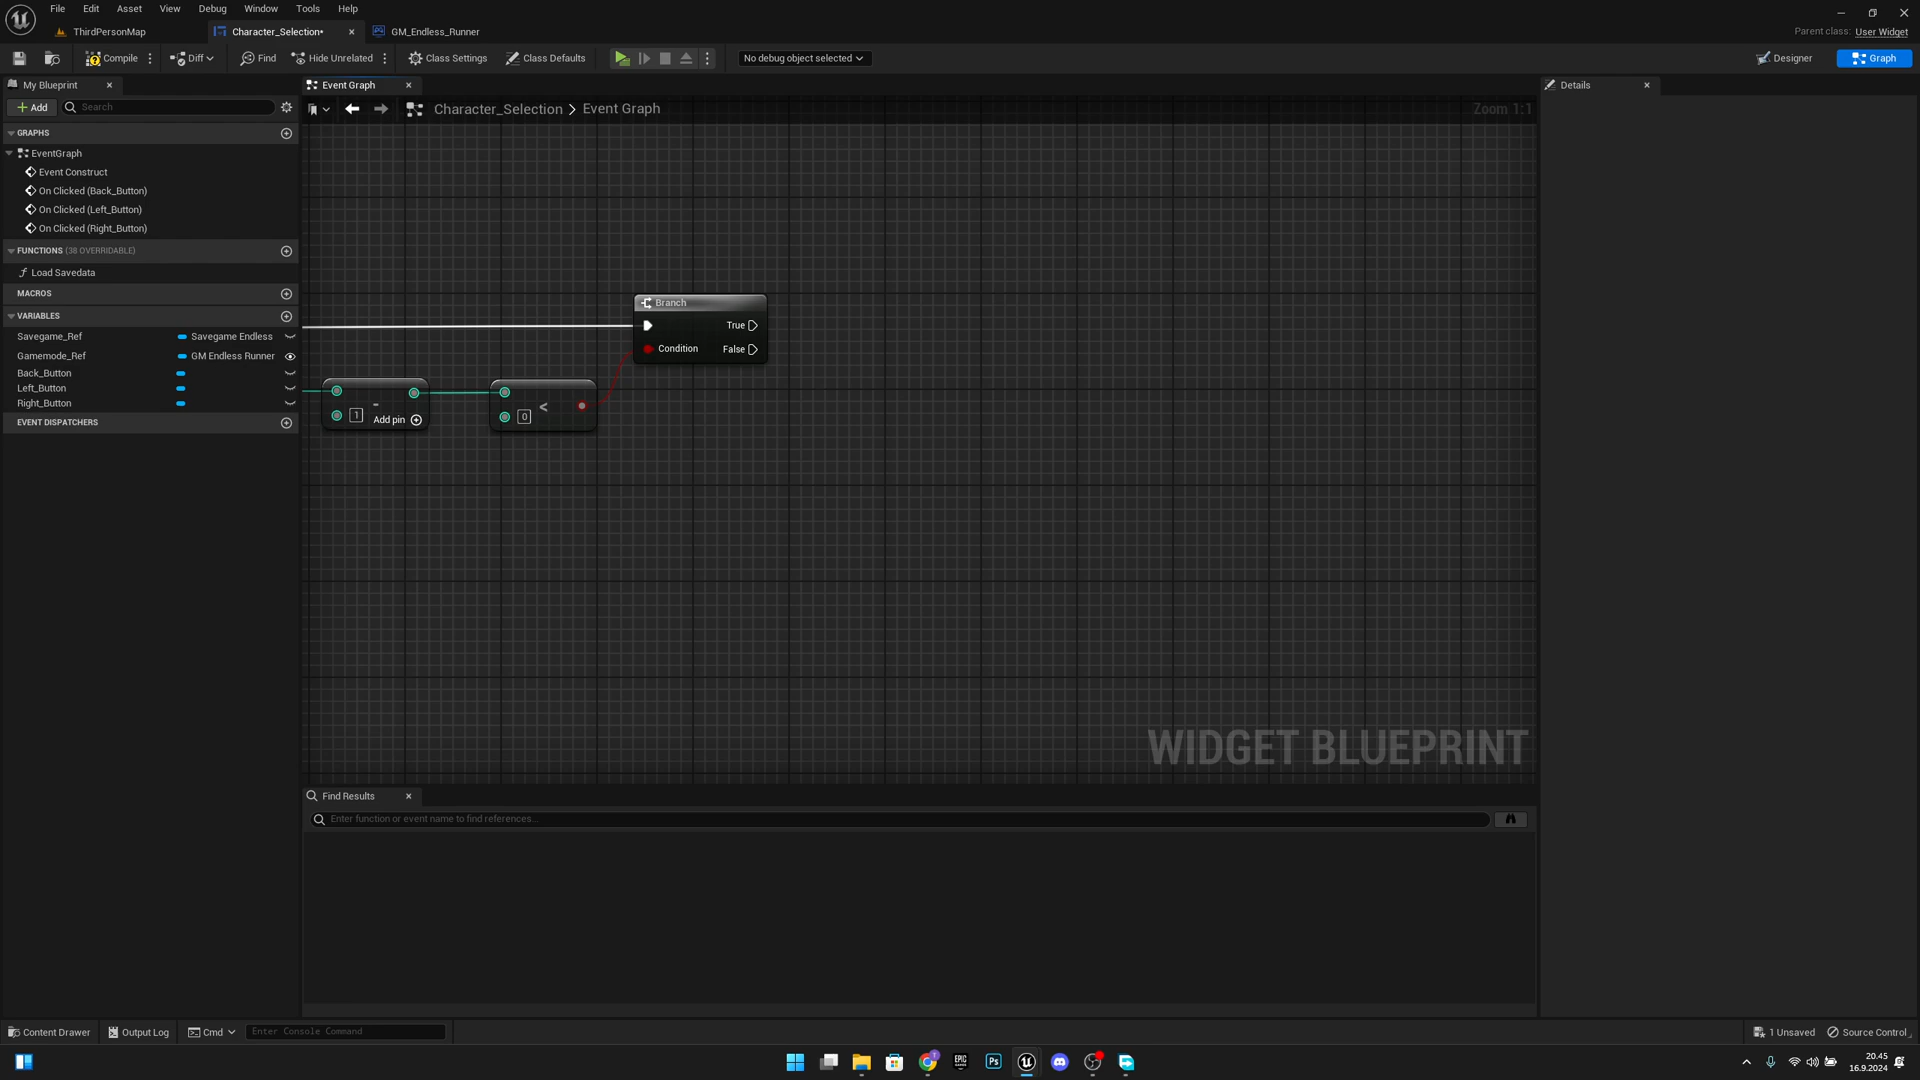 File Edit Asset View Debug Window Tools Help
ThirdPersonMap
Character_Selection*
GM_Endless_Runner
Parent class: User Widget
Compile
Diff
Find
Hide Unrelated
Class Settings
Class Defaults
No debug object selected
Designer
Graph
My Blueprint
Event Graph
Details
Add
Search
Character_Selection > Event Graph
Zoom 1:1
GRAPHS
EventGraph
Event Construct
On Clicked (Back_Button)
On Clicked (Left_Button)
On Clicked (Right_Button)
FUNCTIONS (38 OVERRIDABLE)
Load Savedata
MACROS
VARIABLES
Savegame_Ref Savegame Endless
Gamemode_Ref GM Endless Runner
Back_Button
Left_Button
Right_Button
EVENT DISPATCHERS
Branch
True
Condition False
-
1
Add pin
<
0
WIDGET BLUEPRINT
Find Results
Enter function or event name to find references...
Content Drawer
Output Log
Cmd
Enter Console Command
1 Unsaved
Source Control
EPIC
GAMES
Ps
20.45
16.9.2024